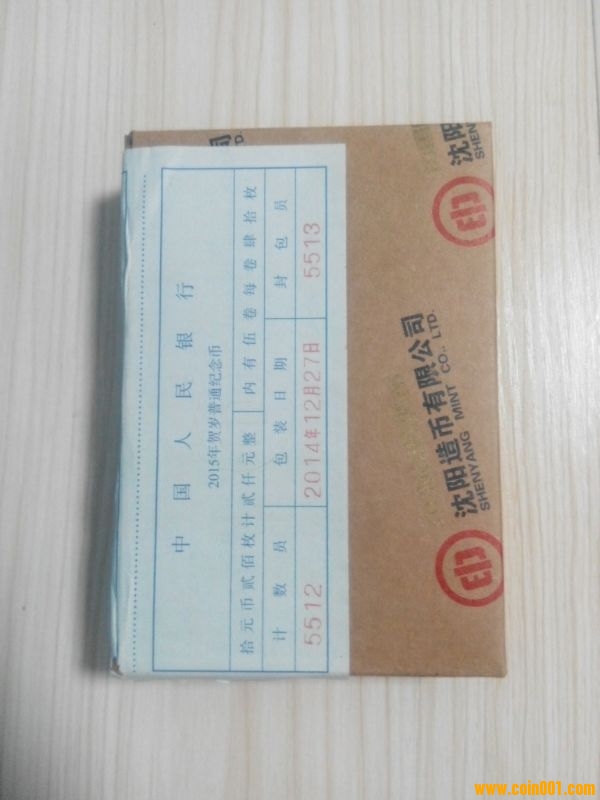 中国人民银行
2015年贺岁普通纪念币
拾元币贰佰枚计贰仟元整 内有伍卷每卷肆拾枚
计数员 包装日期 封包员
5512 2014年12月27日 5513
沈阳造币有限公司
SHENYANG MINT CO., LTD.
沈阳
SHEN
TD.
www.coin001.com